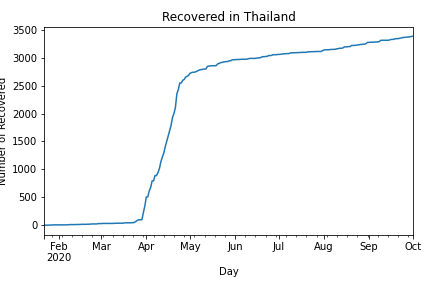 Recovered in Thailand
Number of Recovered
3500
3000
2500
2000
1500
1000
500
0
Feb Mar Apr May Jun Jul Aug Sep Oct
2020
Day